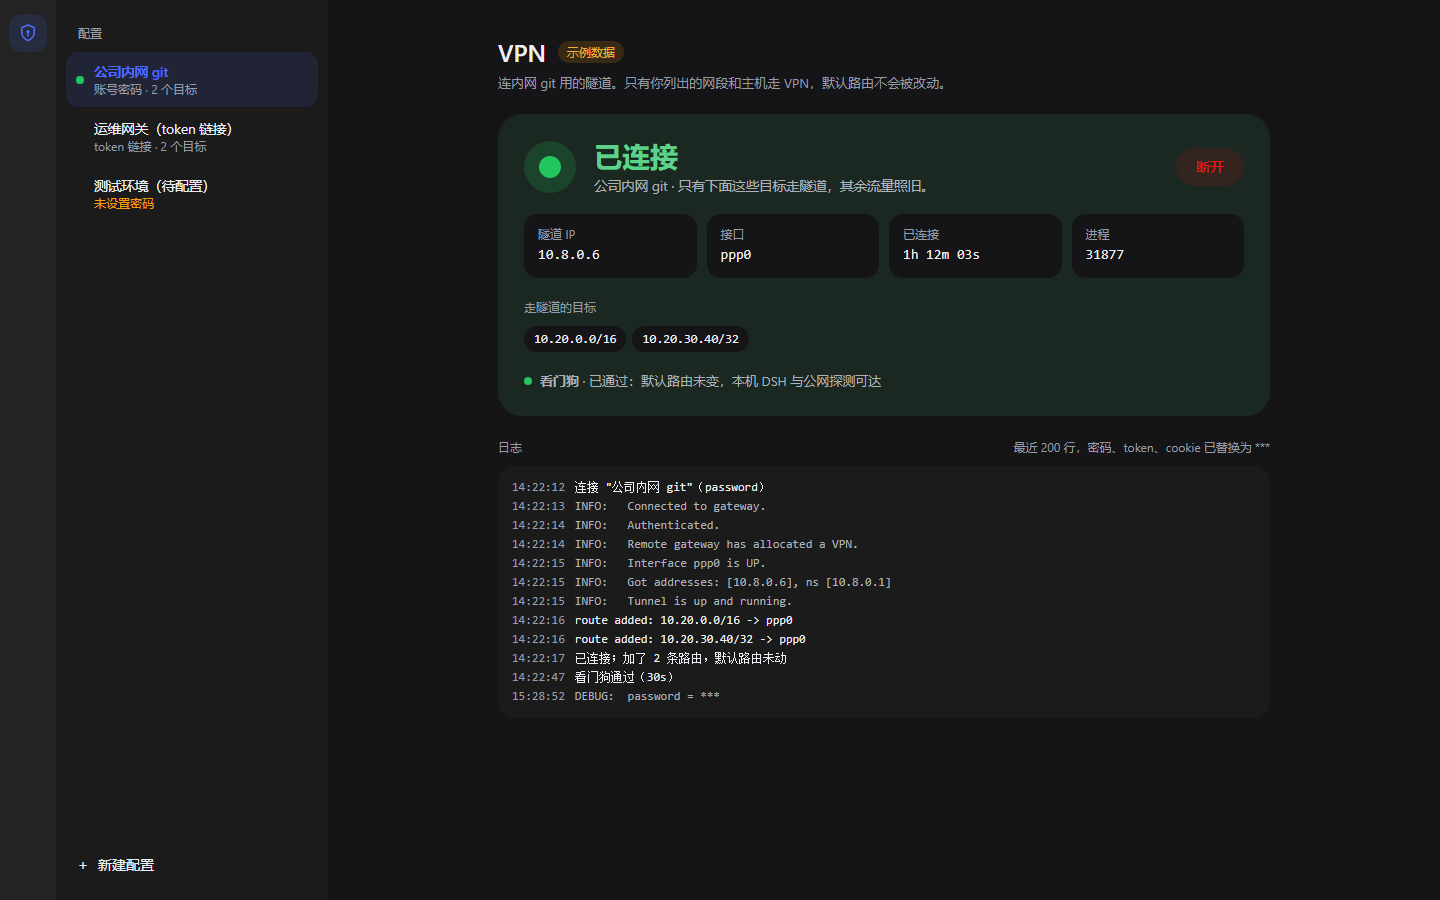 配置
公司内网 git
账号密码 · 2 个目标
运维网关（token 链接）
token 链接 · 2 个目标
测试环境（待配置）
未设置密码
+ 新建配置
VPN 示例数据
连内网 git 用的隧道。只有你列出的网段和主机走 VPN，默认路由不会被改动。
已连接
公司内网 git · 只有下面这些目标走隧道，其余流量照旧。
断开
隧道 IP
10.8.0.6
接口
ppp0
已连接
1h 12m 03s
进程
31877
走隧道的目标
10.20.0.0/16 10.20.30.40/32
看门狗 · 已通过：默认路由未变，本机 DSH 与公网探测可达
日志 最近 200 行，密码、token、cookie 已替换为 ***
14:22:12 连接 "公司内网 git"（password）
14:22:13 INFO: Connected to gateway.
14:22:14 INFO: Authenticated.
14:22:14 INFO: Remote gateway has allocated a VPN.
14:22:15 INFO: Interface ppp0 is UP.
14:22:15 INFO: Got addresses: [10.8.0.6], ns [10.8.0.1]
14:22:15 INFO: Tunnel is up and running.
14:22:16 route added: 10.20.0.0/16 -> ppp0
14:22:16 route added: 10.20.30.40/32 -> ppp0
14:22:17 已连接；加了 2 条路由，默认路由未动
14:22:47 看门狗通过（30s）
15:28:52 DEBUG: password = ***